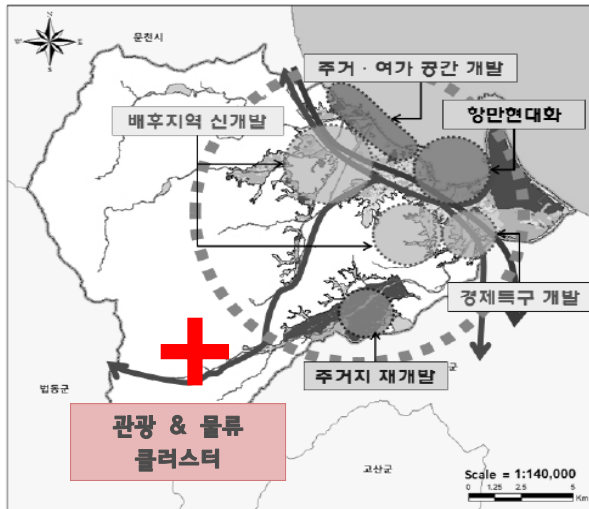 N
W
E
S
문천시
주거 · 여가 공간 개발
배후지역 신개발
항만현대화
경제특구 개발
주거지 재개발
군
법동군
관광 & 물류
클러스터
고산군
Scale = 1:140,000
0 1.25 2.5 5
Km